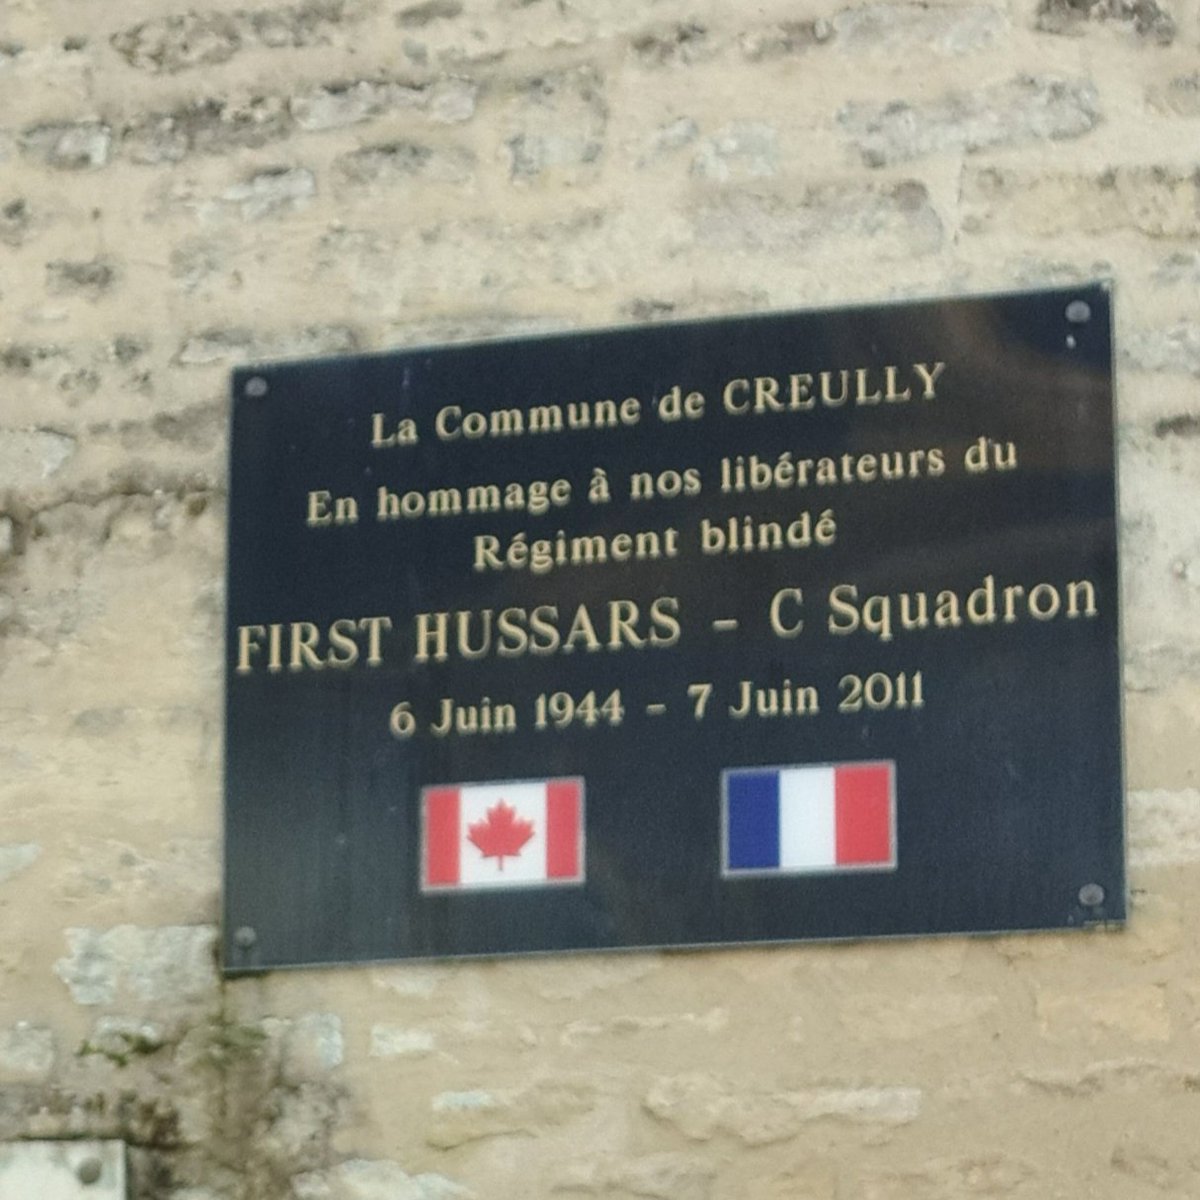 La Commune de CREULLY
En hommage à nos libérateurs du
Régiment blindé
FIRST HUSSARS - C Squadron
6 Juin 1944 - 7 Juin 2011